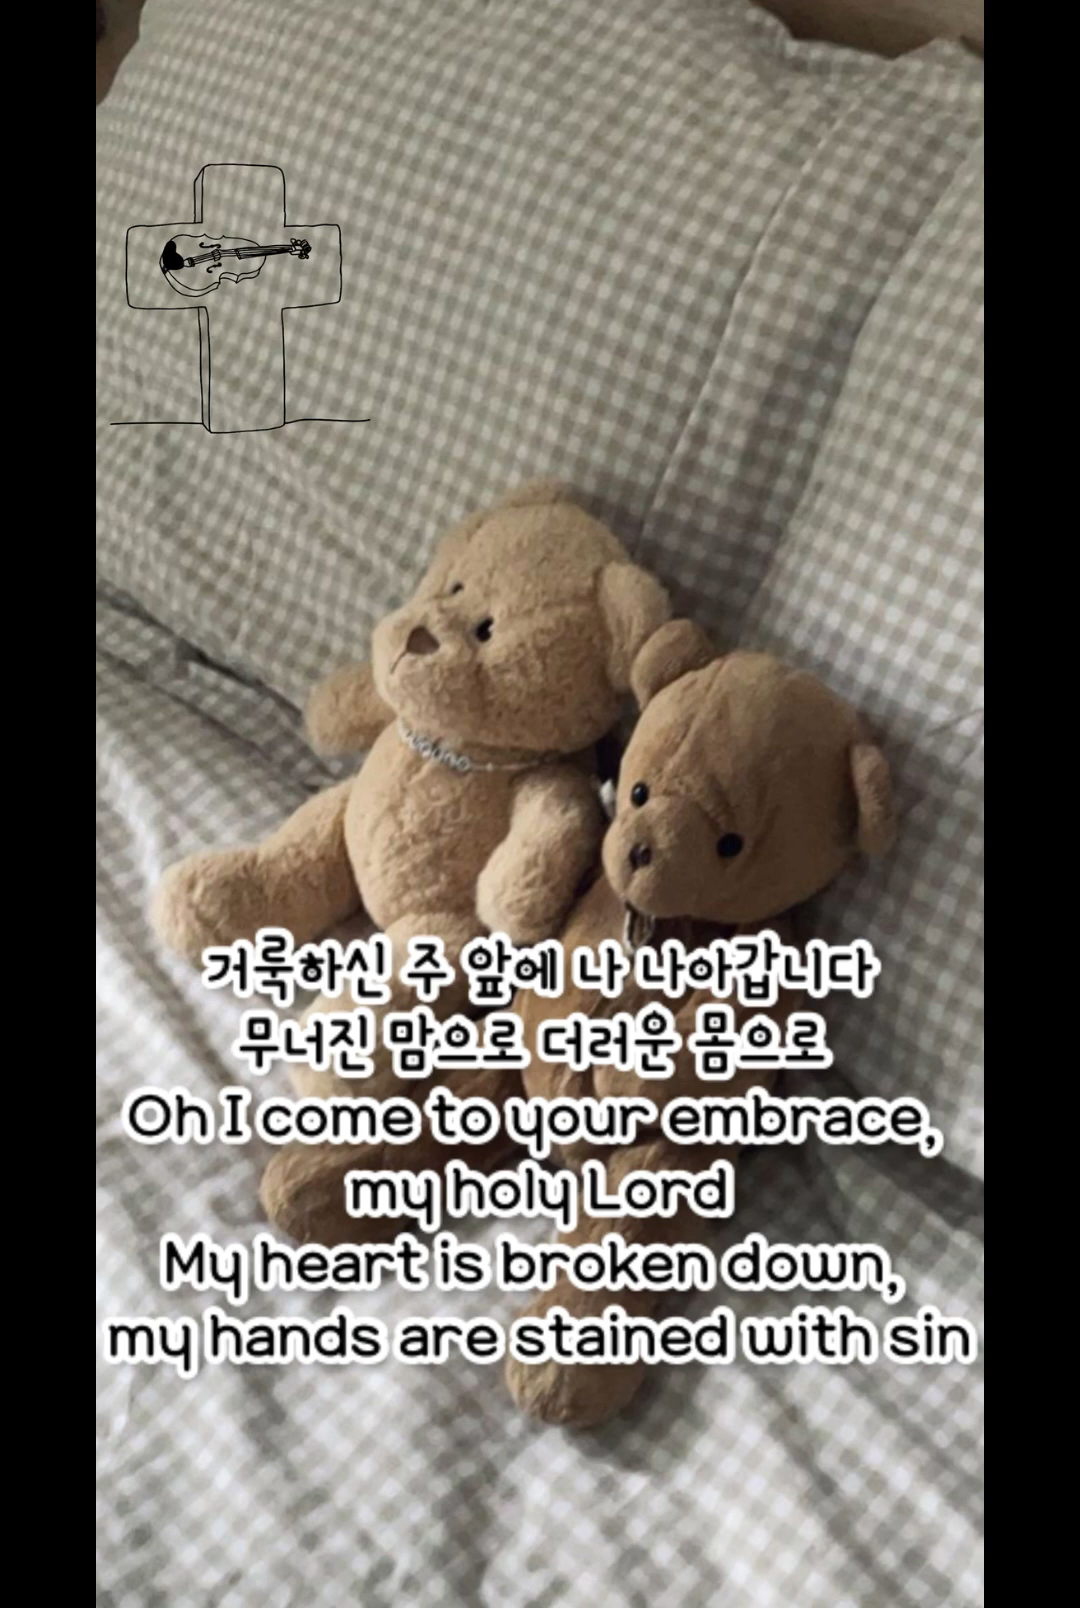 거룩하신 주 앞에 나 나아갑니다
무너진 맘으로 더러운 몸으로
Oh I come to your embrace,
my holy Lord
My heart is broken down,
my hands are stained with sin